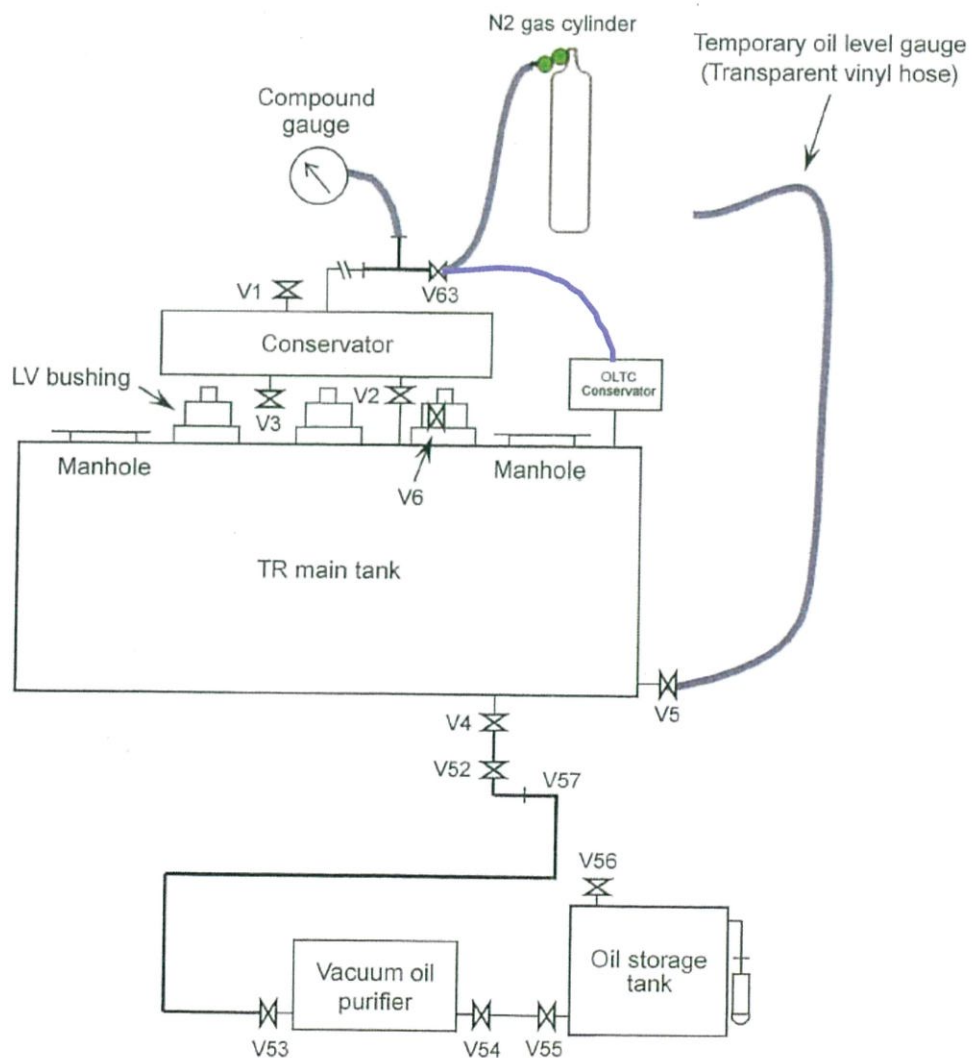 N2 gas cylinder
Temporary oil level gauge
(Transparent vinyl hose)
Compound
gauge
V1
V63
Conservator
OLTC
Conservator
LV bushing
V2
V3
Manhole
V6
Manhole
TR main tank
V5
V4
V52
V57
V56
Oil storage
tank
Vacuum oil
purifier
V53
V54
V55